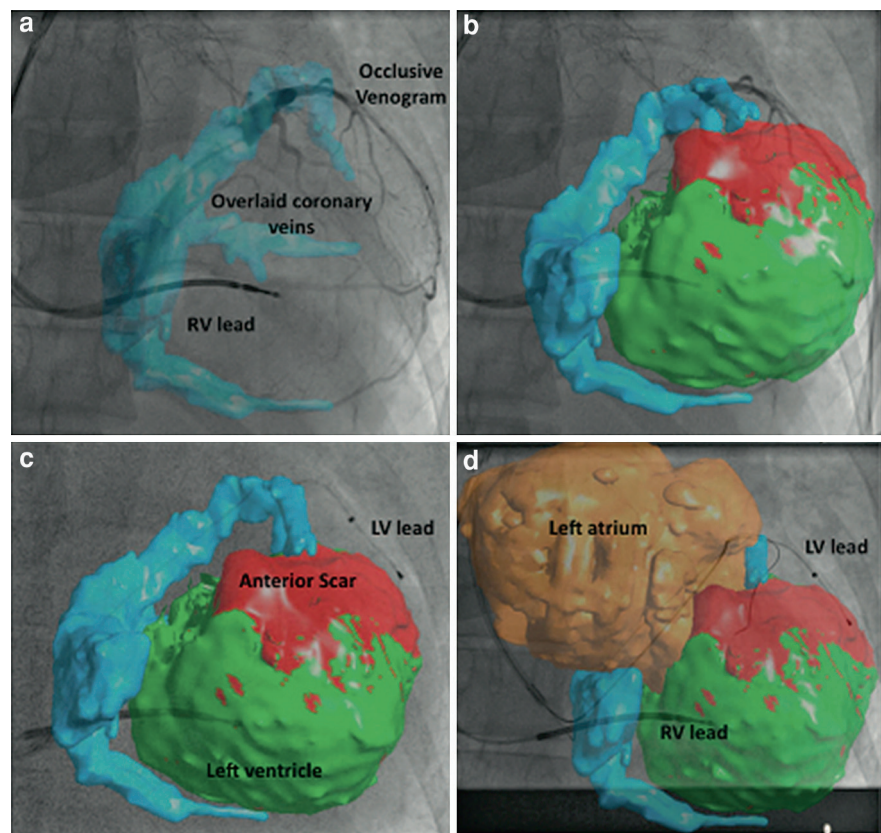 a
Occlusive
Venogram
Overlaid coronary
veins
RV lead
b
c
LV lead
Anterior Scar
Left ventricle
d
Left atrium
LV lead
RV lead